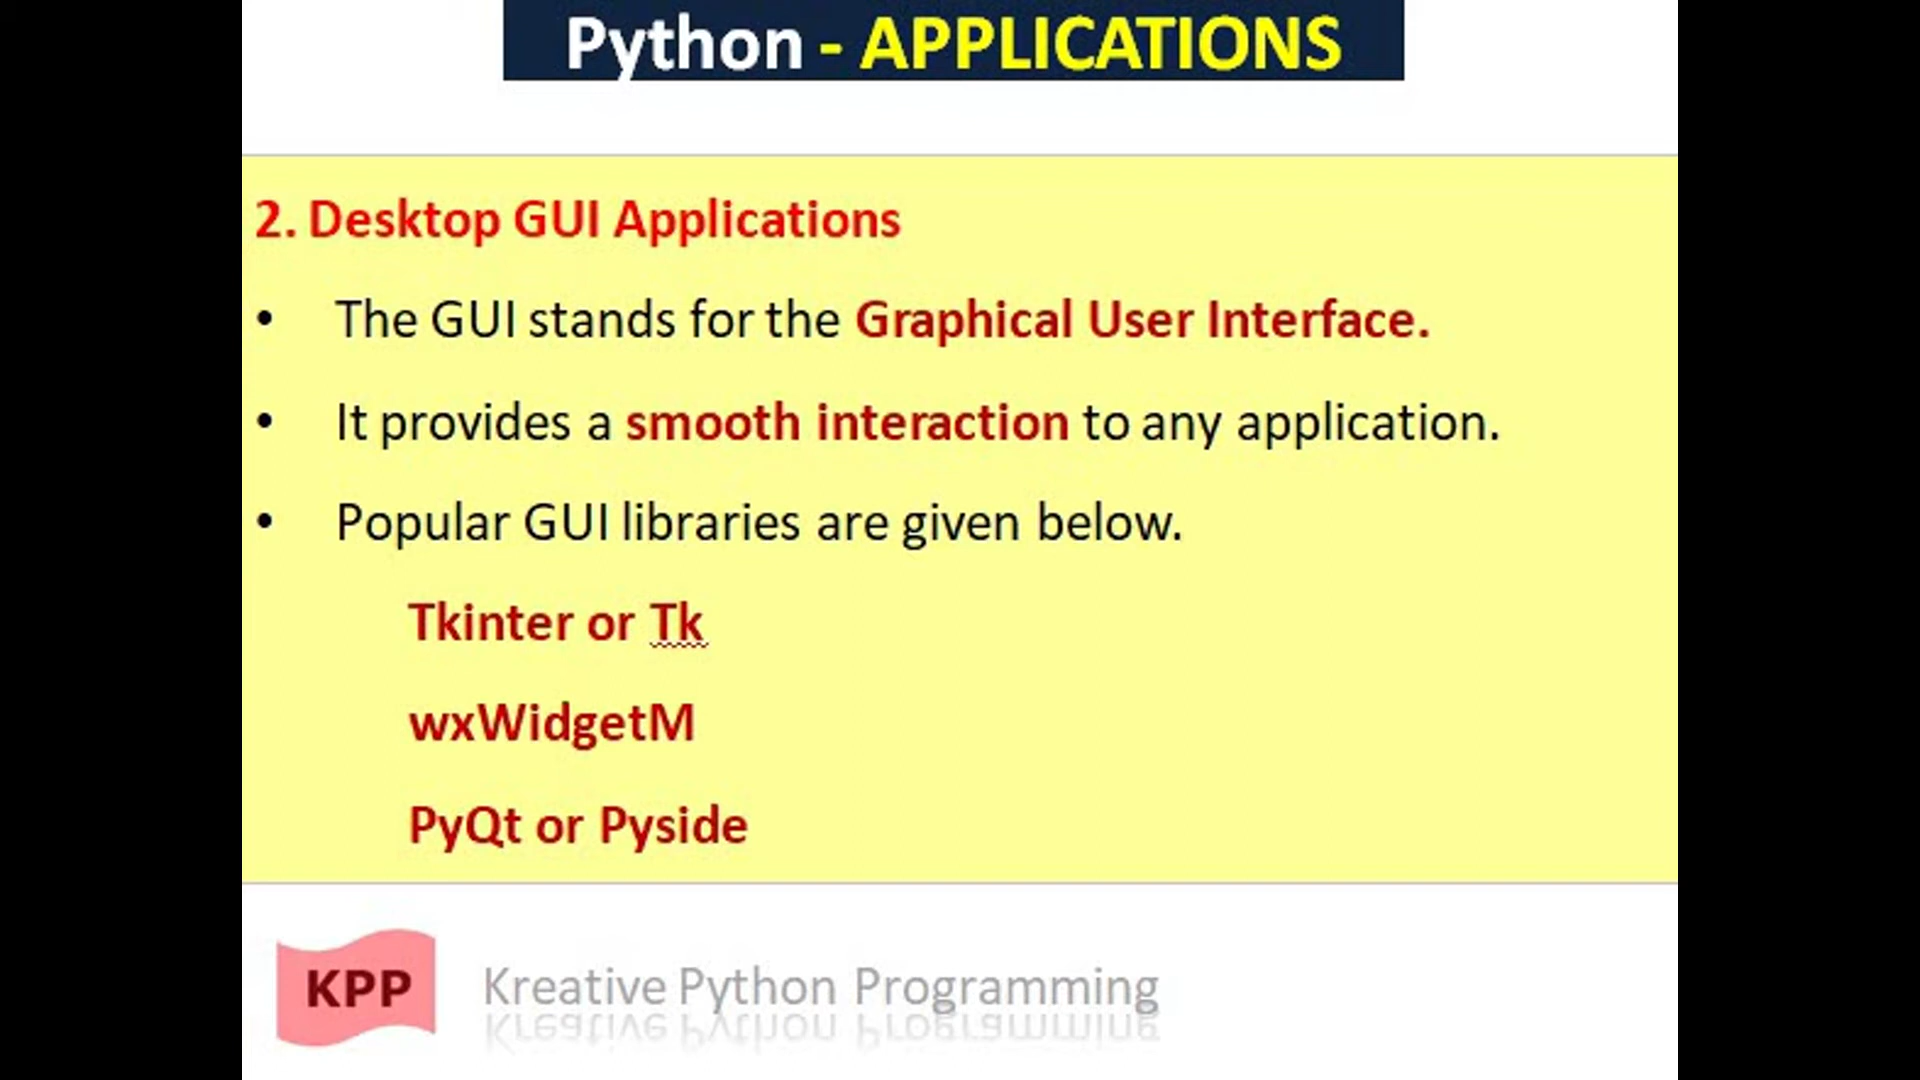 Python - APPLICATIONS
2. Desktop GUI Applications
• The GUI stands for the Graphical User Interface.
• It provides a smooth interaction to any application.
• Popular GUI libraries are given below.
Tkinter or Tk
wxWidgetM
PyQt or Pyside
KPP Kreative Python Programming